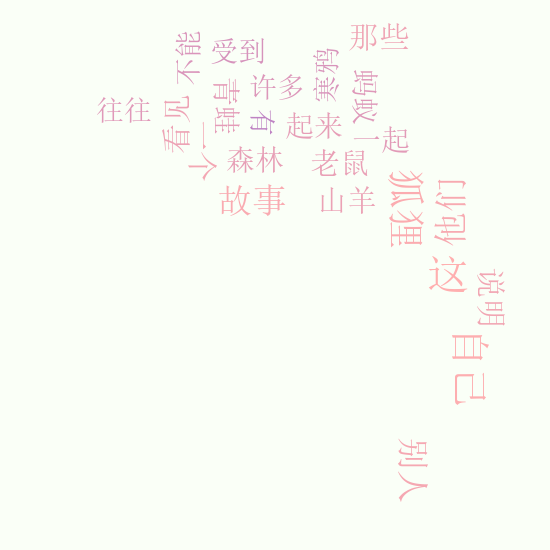 那些
受到
不能
寒鸦
许多
青蛙
蚂蚁
往往
看见
有
起来
一起
一个
森林
老鼠
故事
山羊
狐狸
他们
这
说明
自己
别人